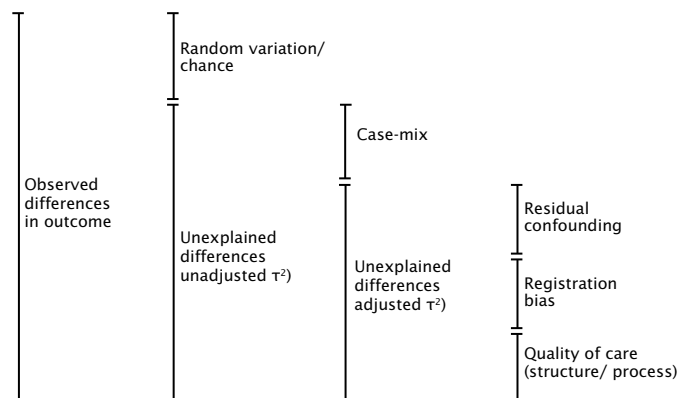 Observed
differences
in outcome
Random variation/
chance
Unexplained
differences
unadjusted τ²)
Case-mix
Unexplained
differences
adjusted τ²)
Residual
confounding
Registration
bias
Quality of care
(structure/ process)